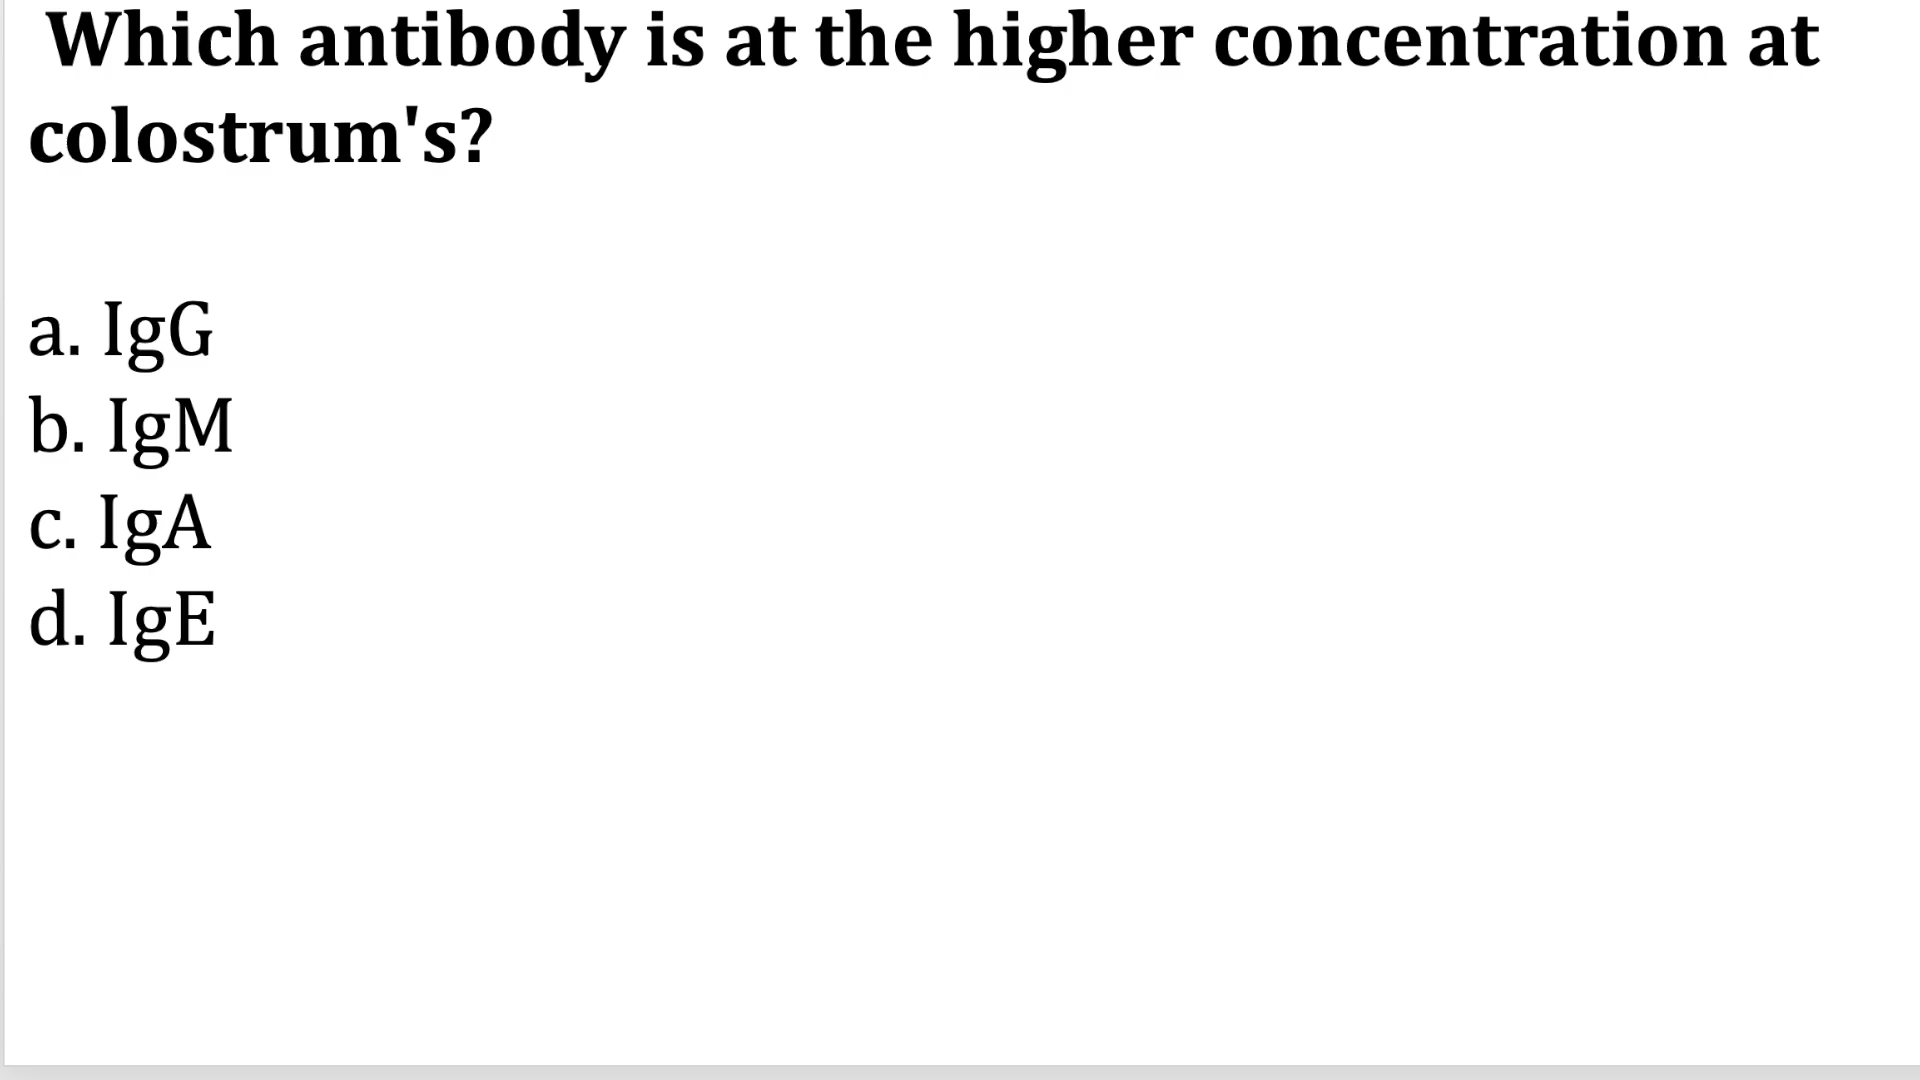 Which antibody is at the higher concentration at
colostrum's?
a. IgG
b. IgM
c. IgA
d. IgE